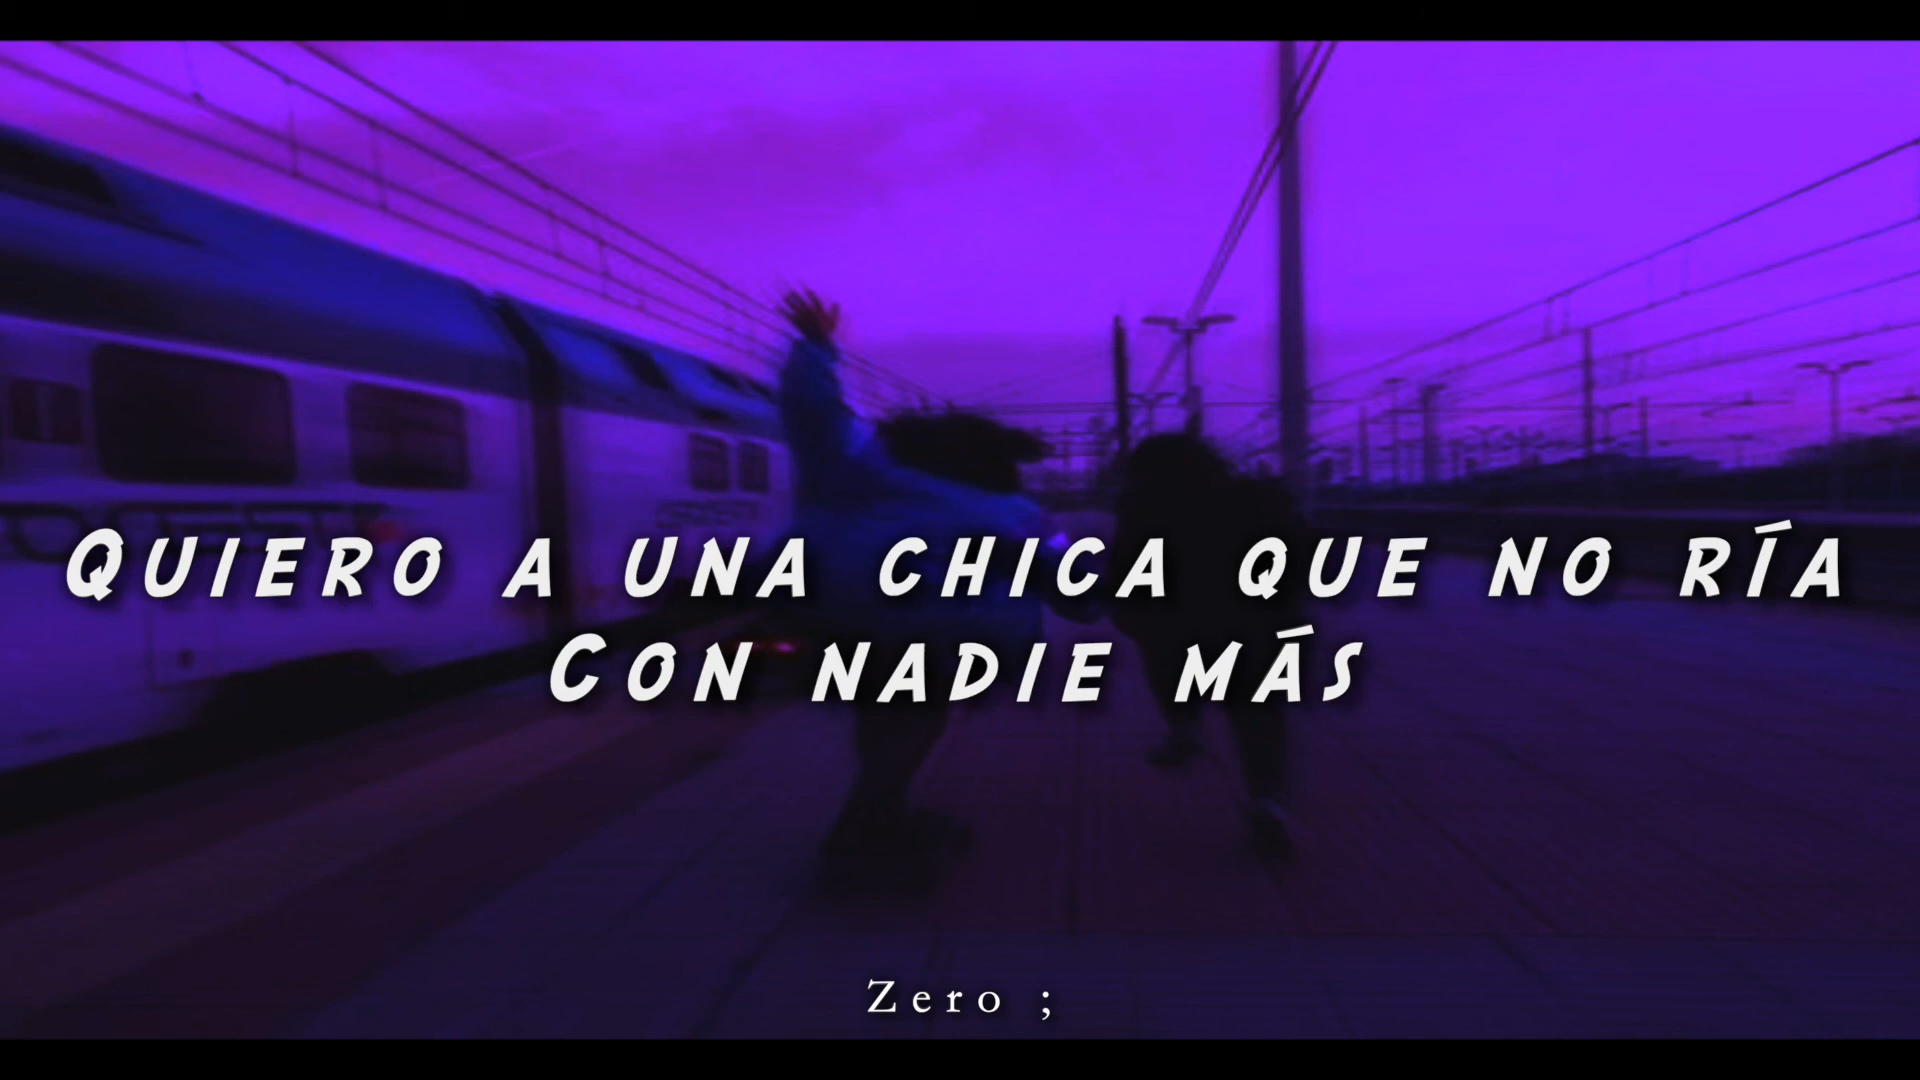 Quiero a una chica que no ría
Con nadie más
Zero ;